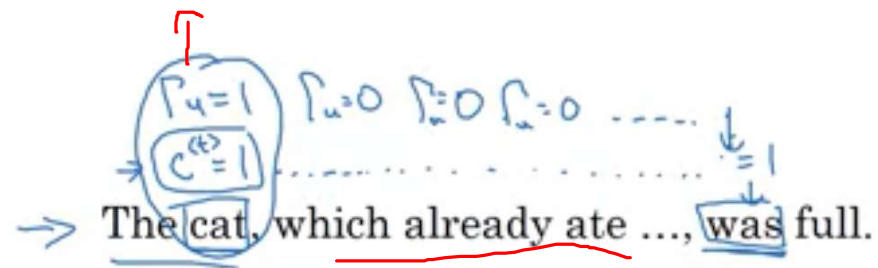 Γu=1 Γu=0 Γu=0 Γu=0 .....
c<t>=1 ............... =1
The cat, which already ate ..., was full.